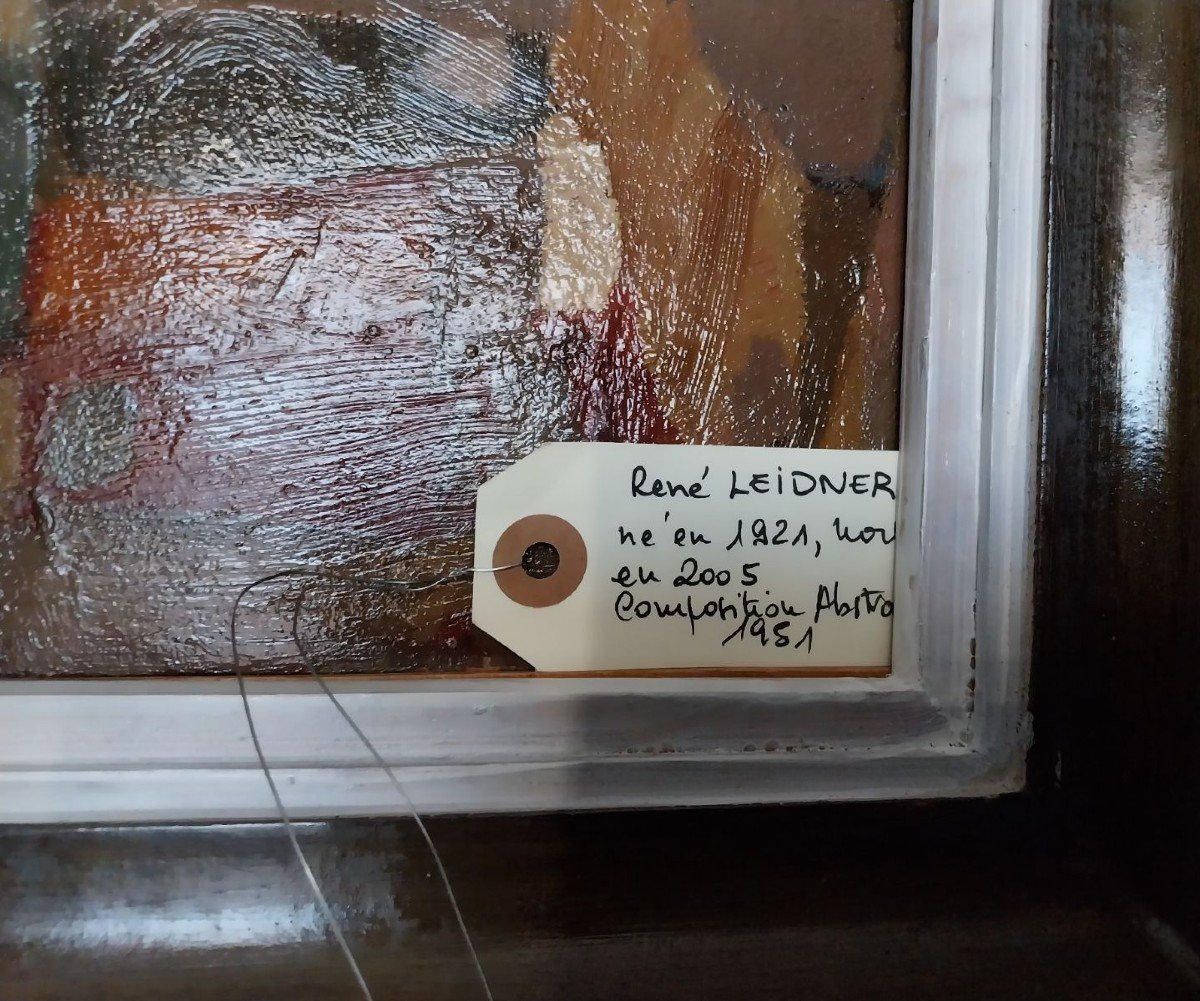 René LEIDNER
né en 1921, mor
en 2005
Composition Abstra
1951